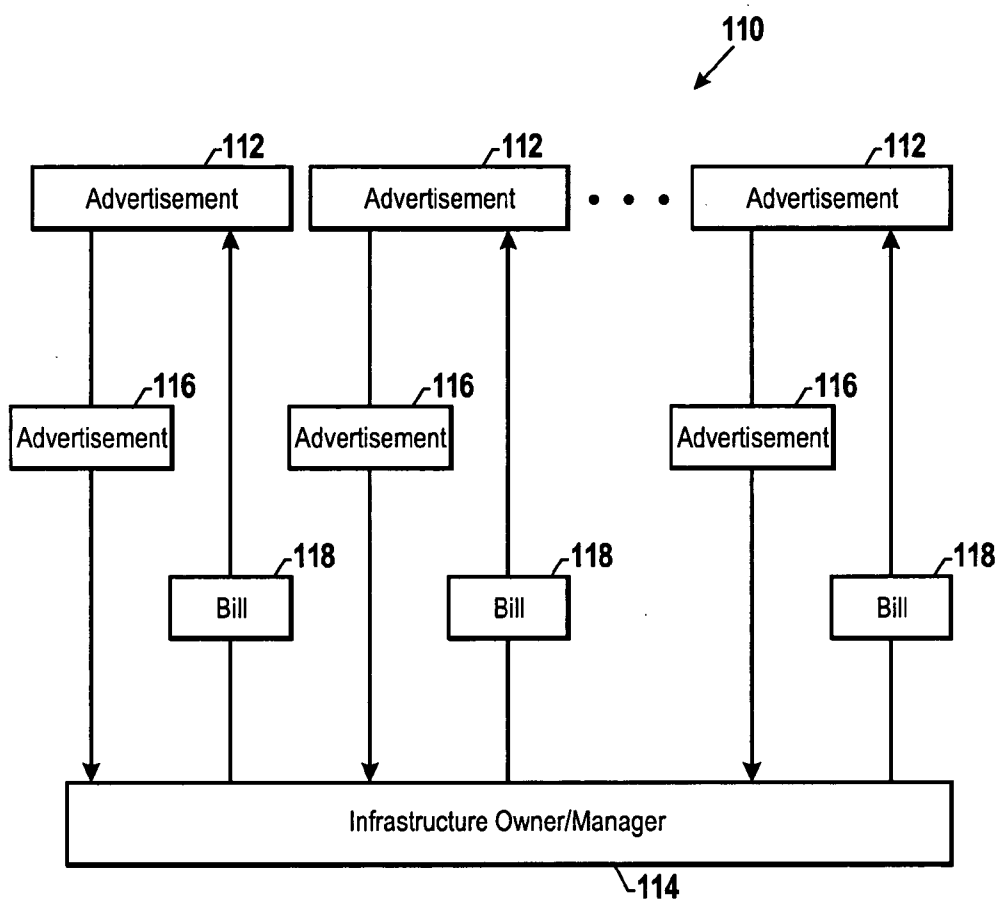 110
112
112
112
Advertisement
Advertisement
• • •
Advertisement
116
116
116
Advertisement
Advertisement
Advertisement
118
118
118
Bill
Bill
Bill
Infrastructure Owner/Manager
114